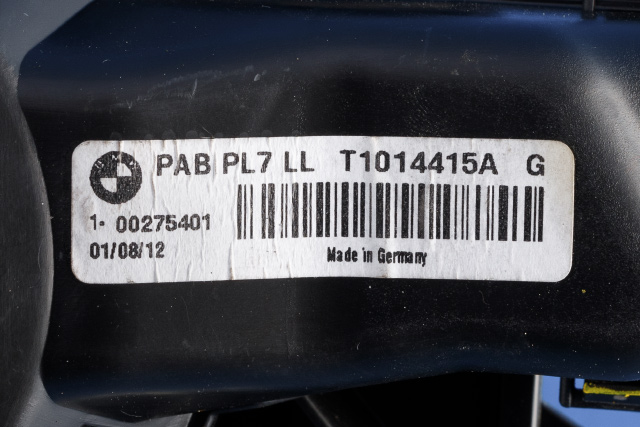 PAB PL7 LL T1014415A G
1· 00275401
01/08/12
Made in Germany